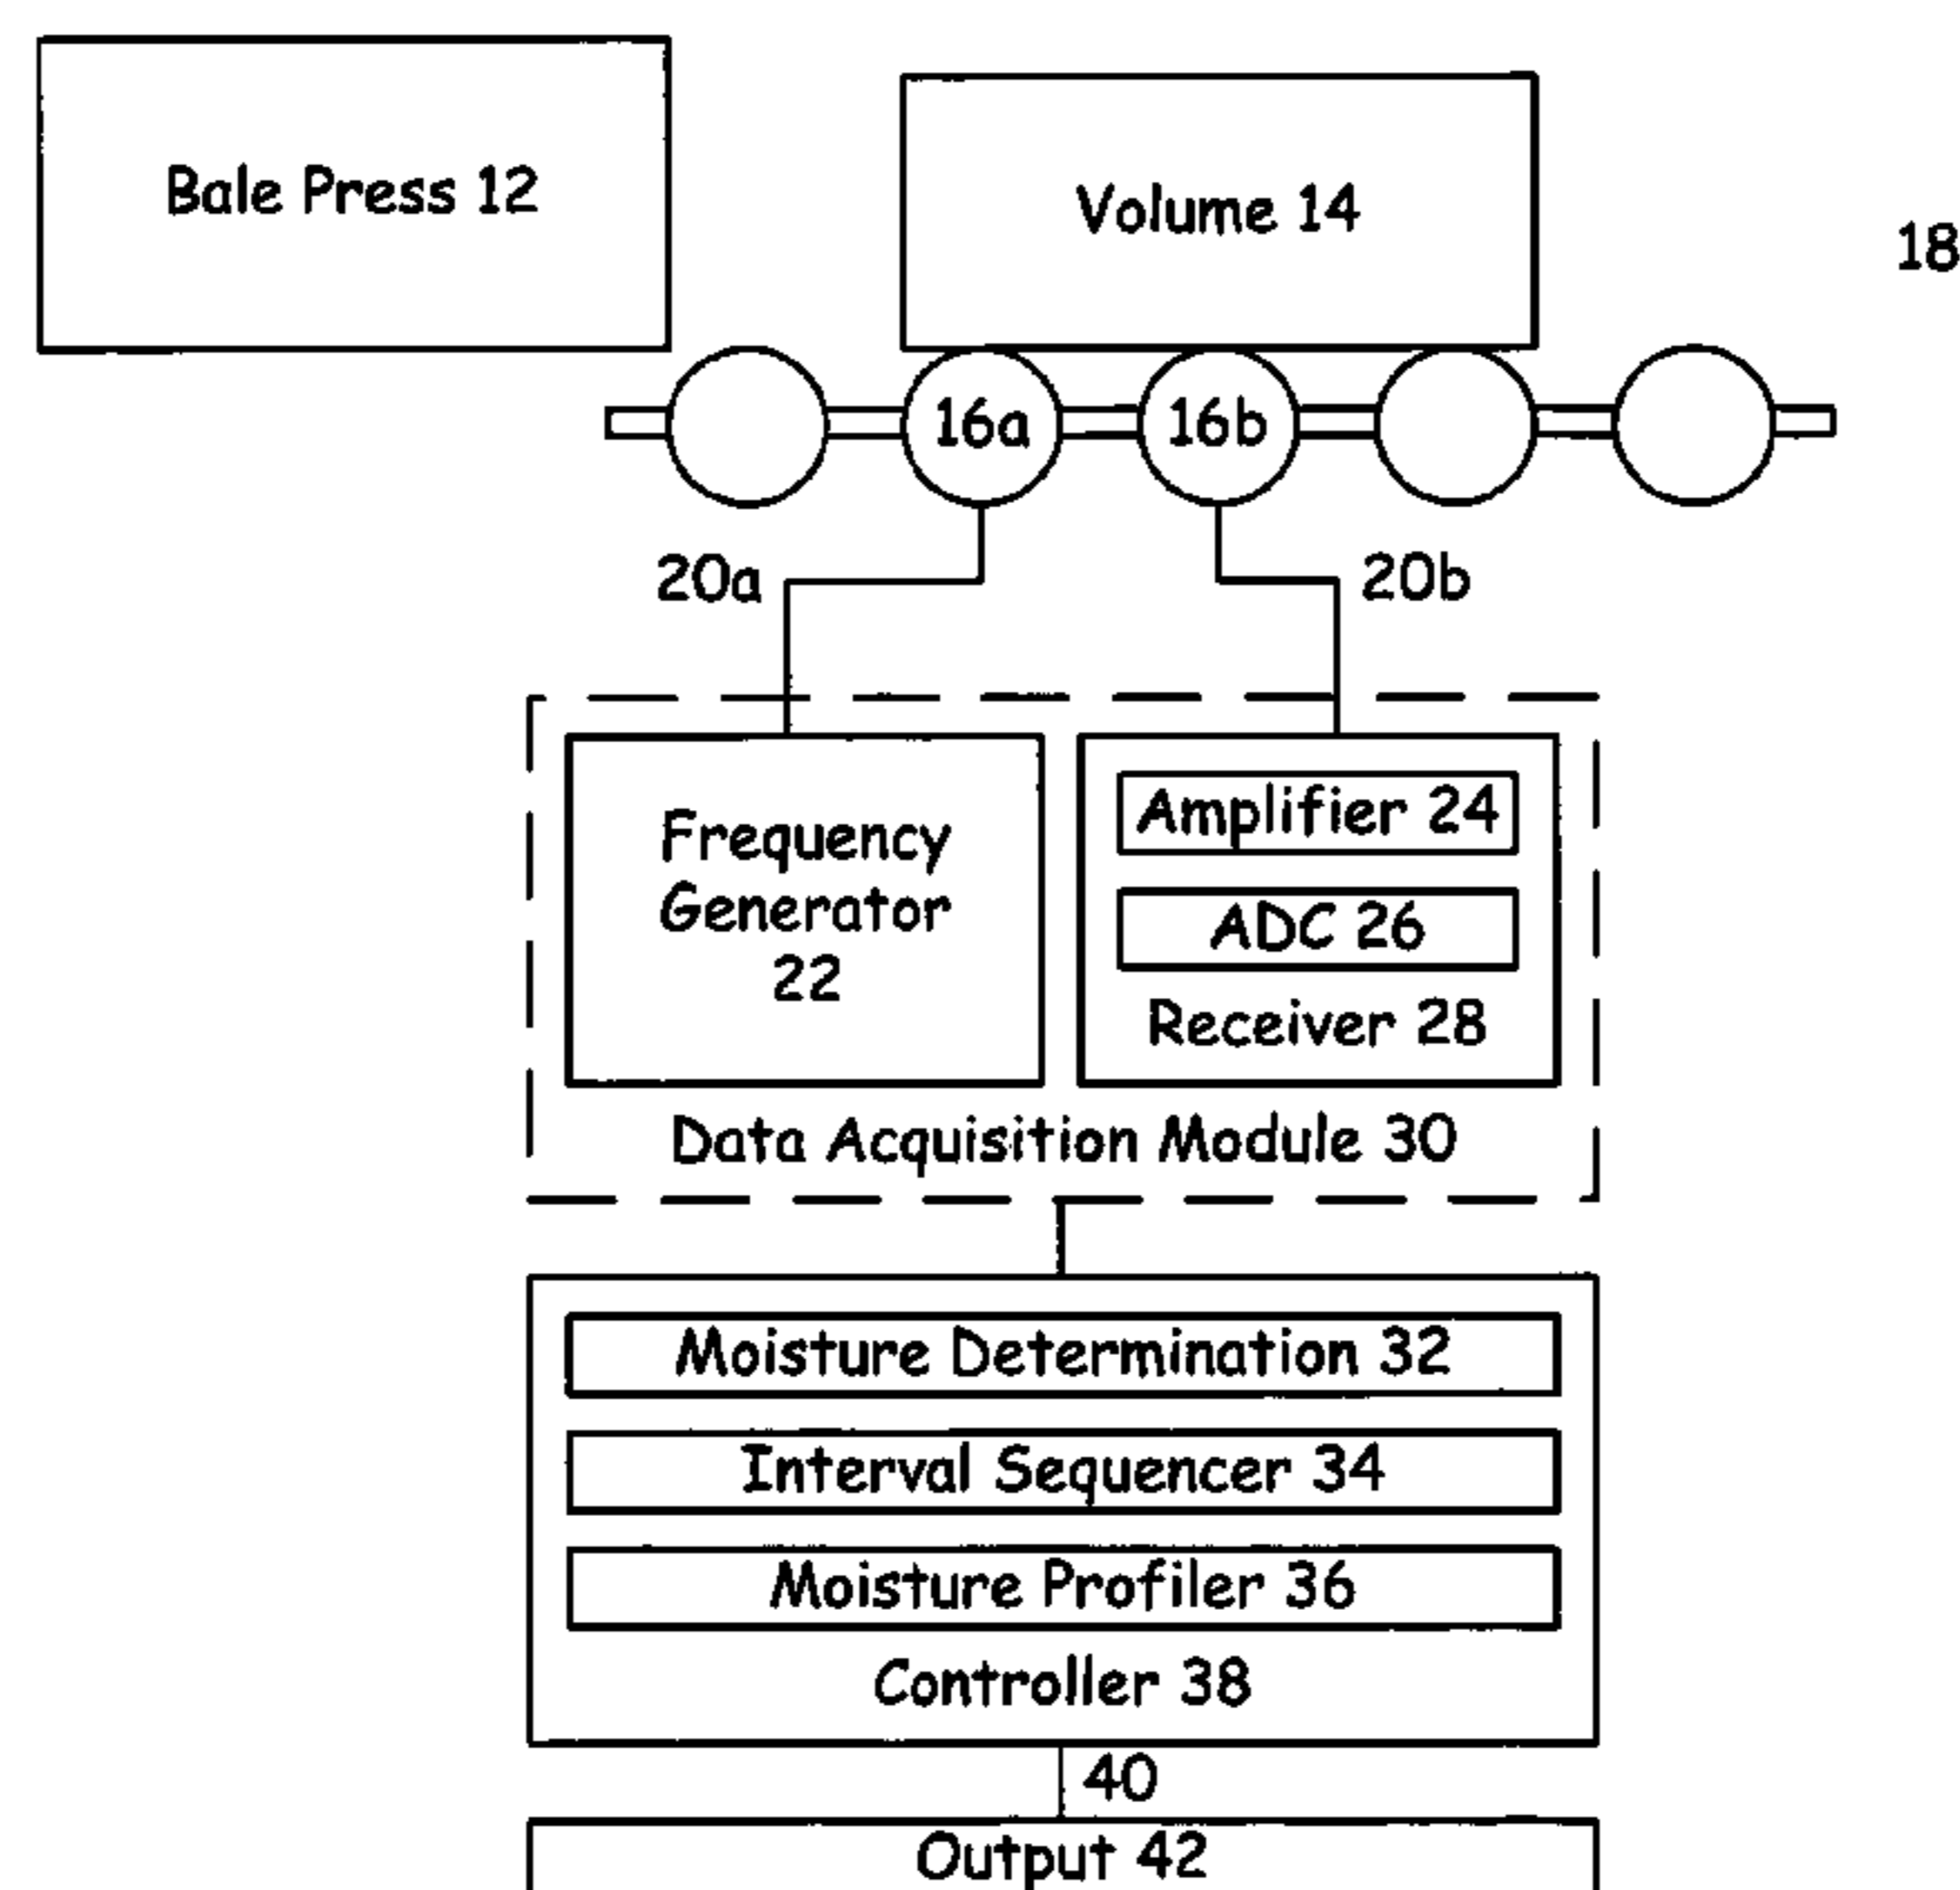 Bale Press 12
Volume 14
18
16a
16b
20a
20b
Frequency
Generator
22
Amplifier 24
ADC 26
Receiver 28
Data Acquisition Module 30
Moisture Determination 32
Interval Sequencer 34
Moisture Profiler 36
Controller 38
40
Output 42